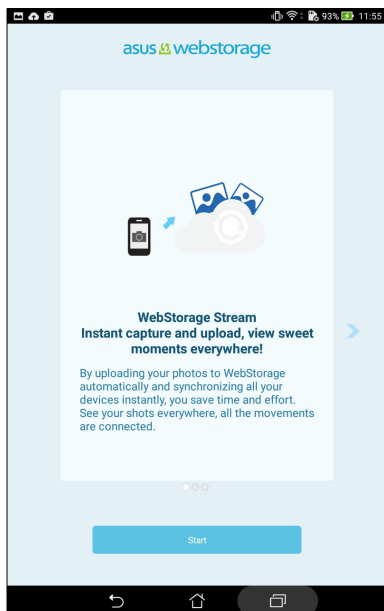 93% 11:55
asus webstorage
WebStorage Stream
Instant capture and upload, view sweet
moments everywhere!
By uploading your photos to WebStorage
automatically and synchronizing all your
devices instantly, you save time and effort.
See your shots everywhere, all the movements
are connected.
Start